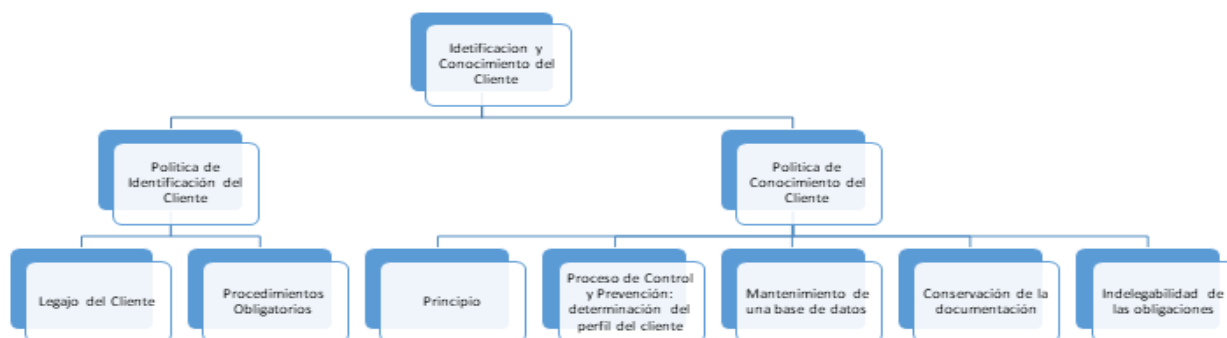 Idetificacion y
Conocimiento del
Cliente
Politica de
Identificación del
Cliente
Politica de
Conocimiento del
Cliente
Legajo del Cliente
Procedimientos
Obligatorios
Principio
Proceso de Control
y Prevención:
determinación del
perfil del cliente
Mantenimiento de
una base de datos
Conservación de la
documentación
Indelegabilidad de
las obligaciones